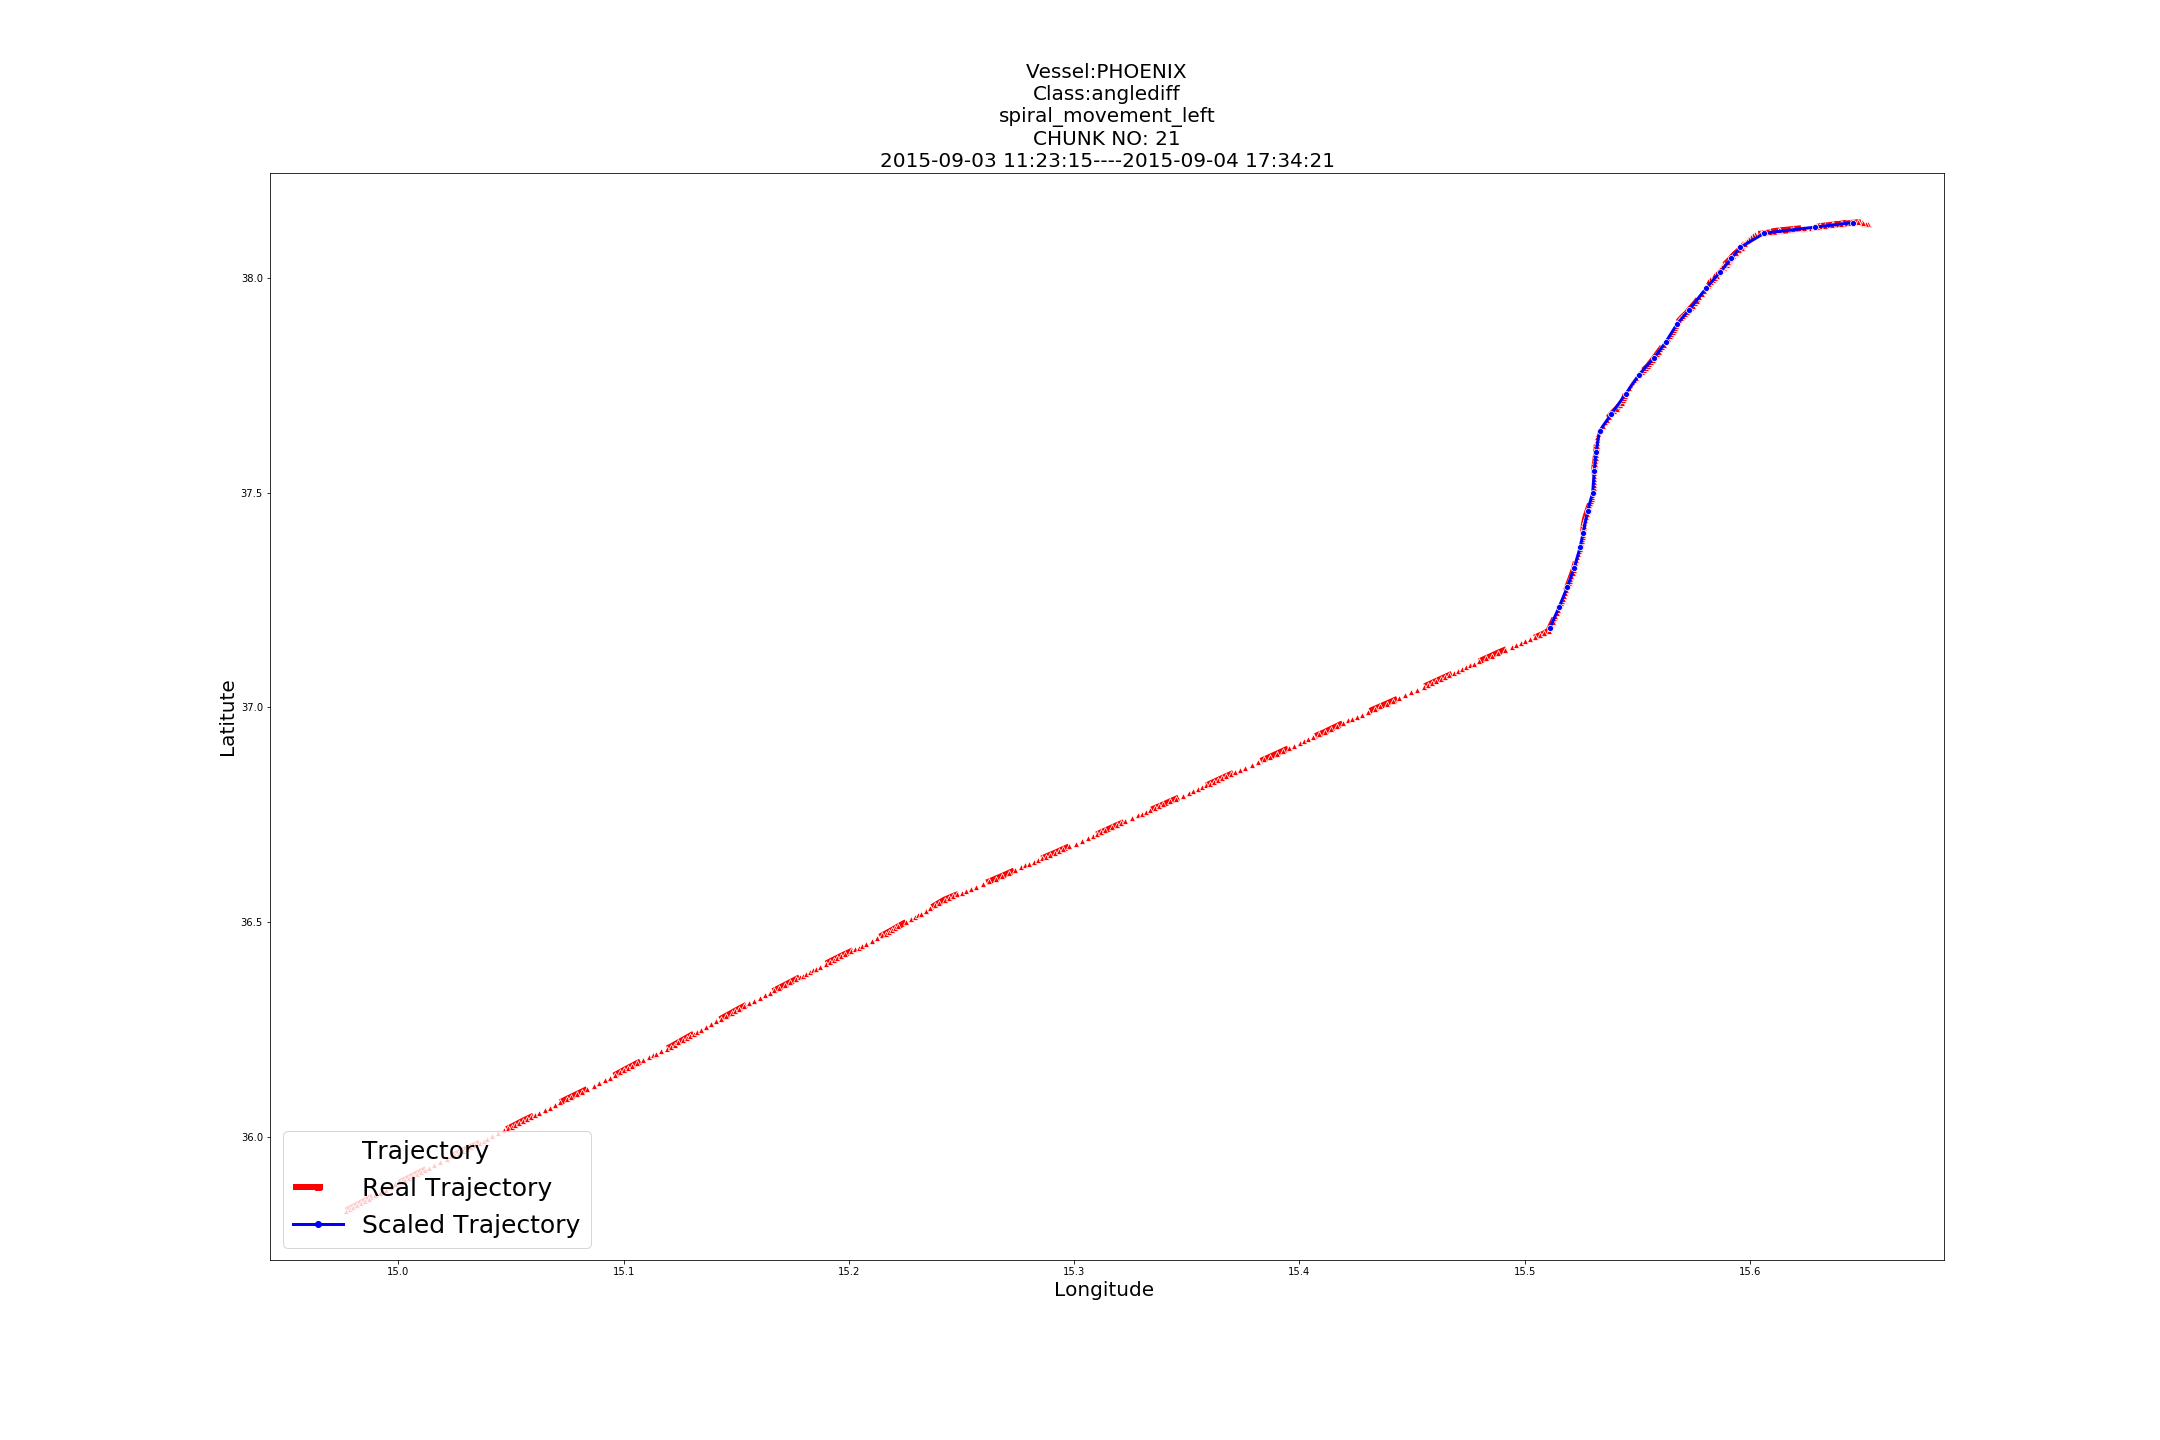 Vessel:PHOENIX
Class:anglediff
spiral_movement_left
CHUNK NO: 21
2015-09-03 11:23:15----2015-09-04 17:34:21
38.0
37.5
37.0
36.5
36.0
Latitute
Trajectory
Real Trajectory
Scaled Trajectory
15.0 15.1 15.2 15.3 15.4 15.5 15.6
Longitude